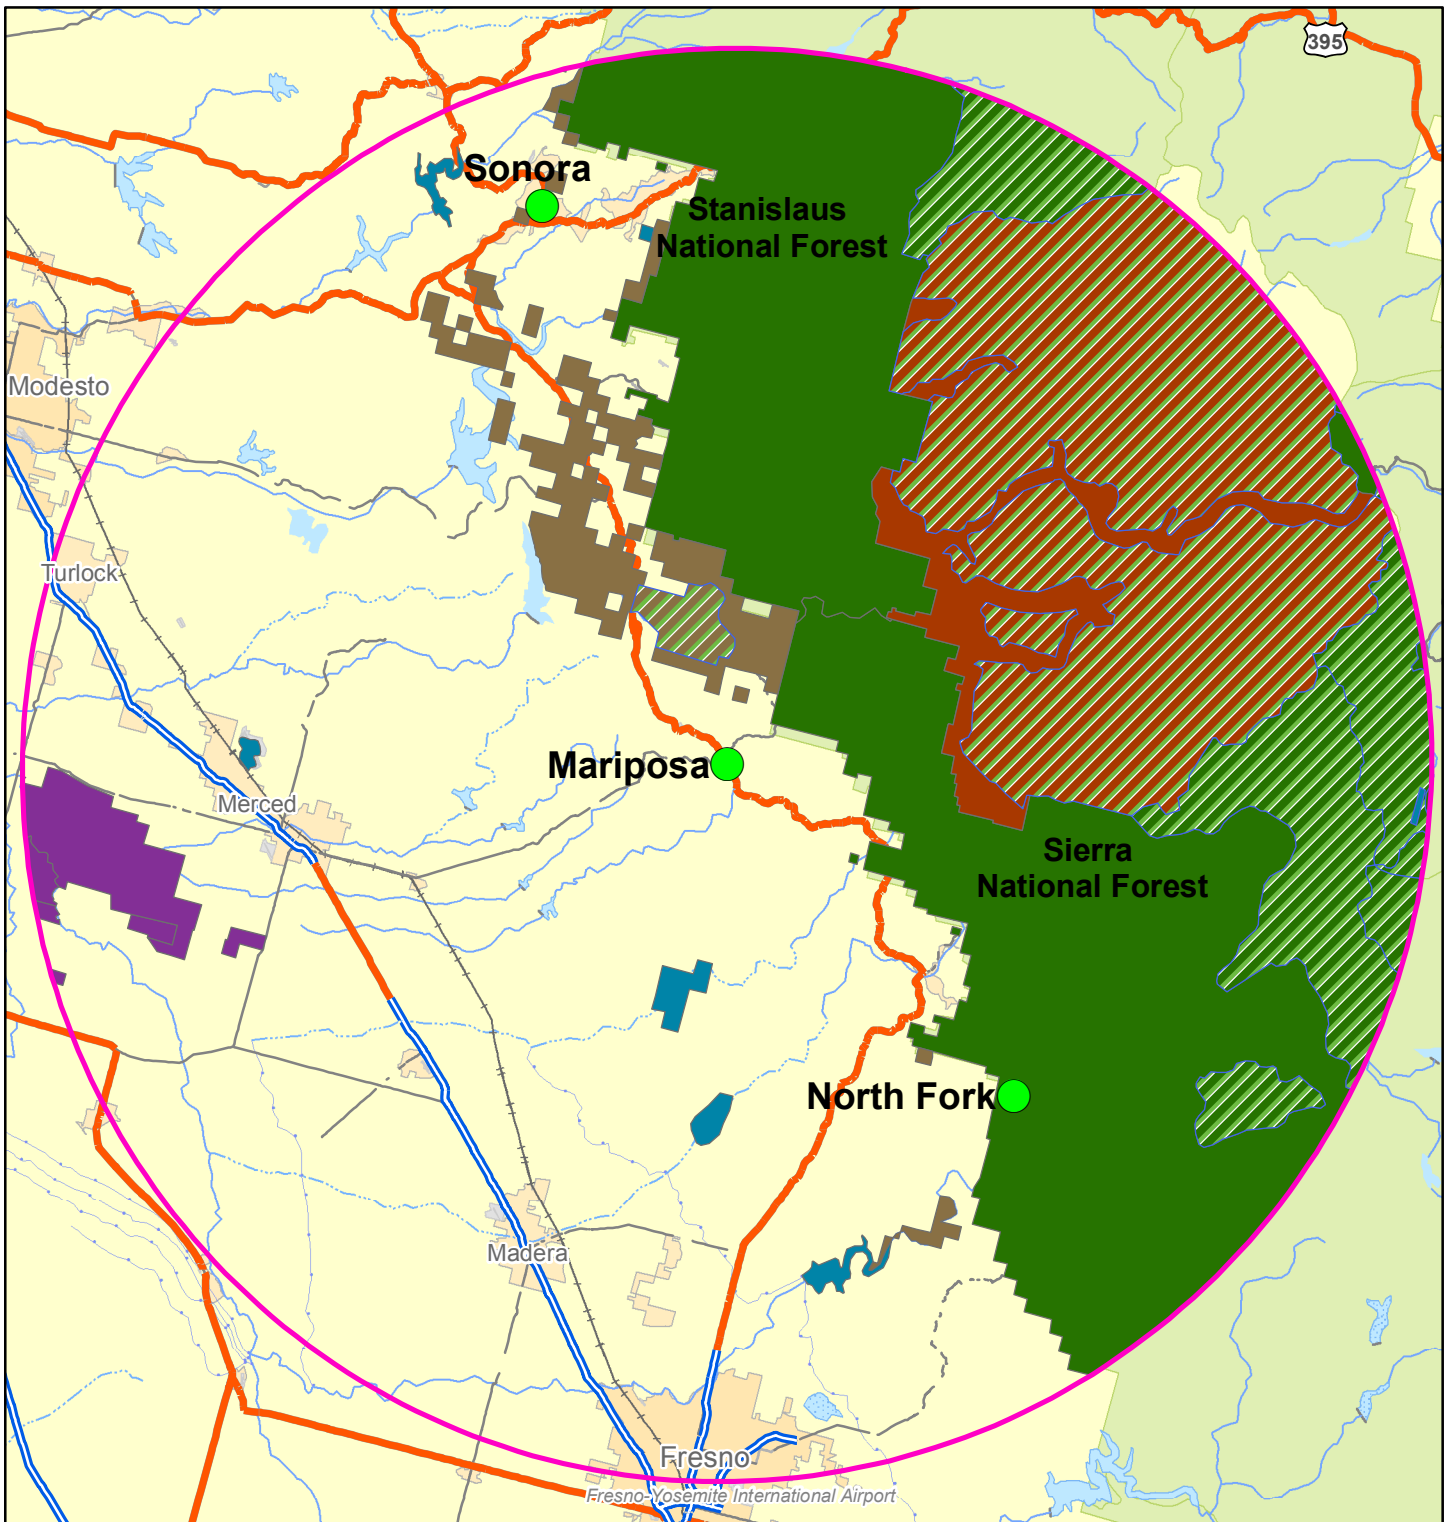 395
Sonora
Stanislaus
National Forest
Modesto
Turlock
Mariposa
Merced
Sierra
National Forest
North Fork
Madera
Fresno
Fresno-Yosemite International Airport